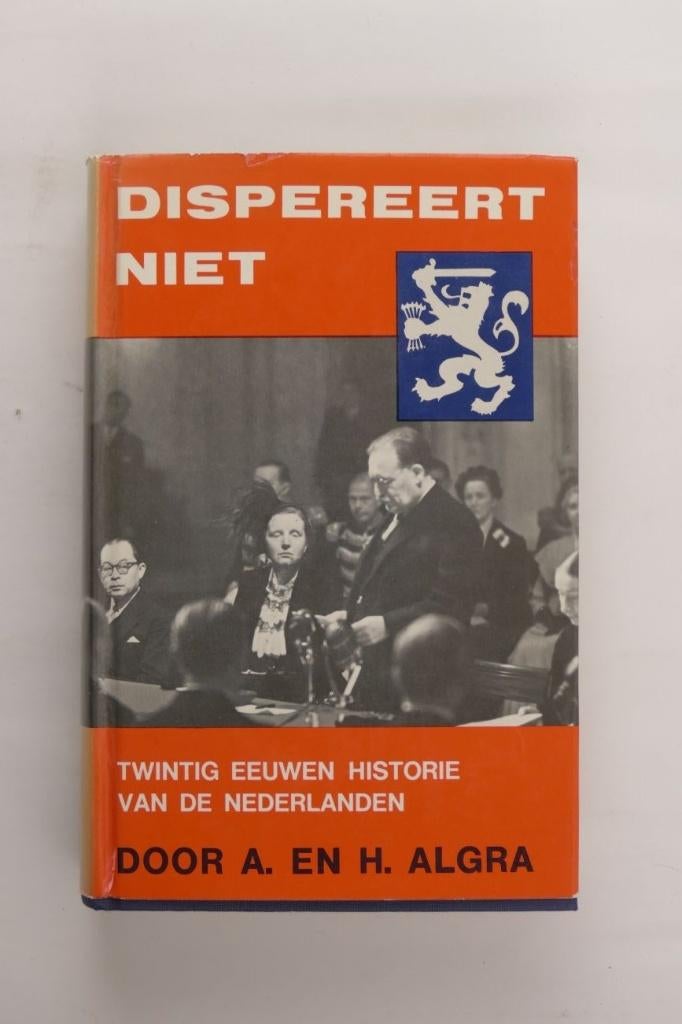 DISPEREERT
NIET
TWINTIG EEUWEN HISTORIE
VAN DE NEDERLANDEN
DOOR A. EN H. ALGRA